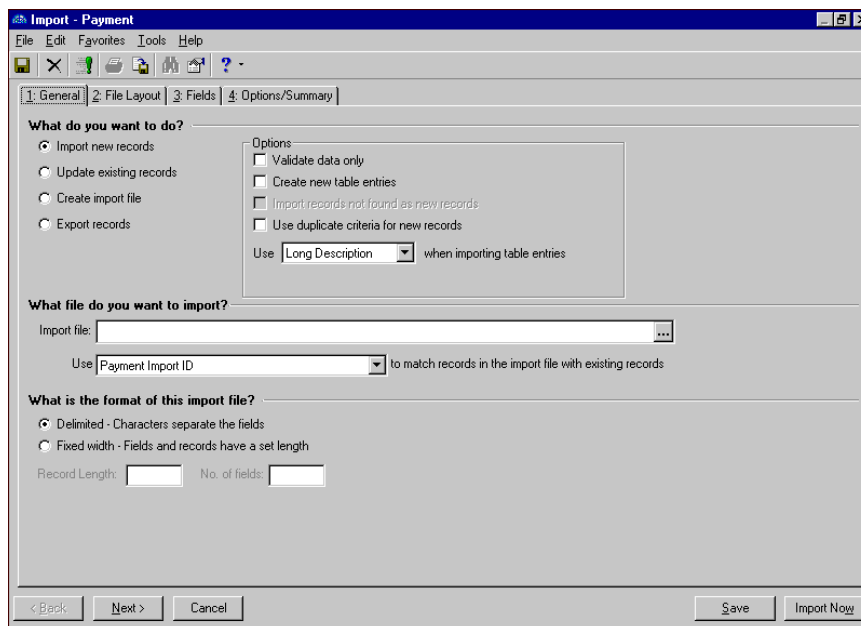 Import - Payment
File Edit Favorites Tools Help
1: General 2: File Layout 3: Fields 4: Options/Summary
What do you want to do?
Import new records
Update existing records
Create import file
Export records
Options
Validate data only
Create new table entries
Import records not found as new records
Use duplicate criteria for new records
Use Long Description when importing table entries
What file do you want to import?
Import file: ...
Use Payment Import ID to match records in the import file with existing records
What is the format of this import file?
Delimited - Characters separate the fields
Fixed width - Fields and records have a set length
Record Length: No. of fields:
< Back Next > Cancel Save Import Now